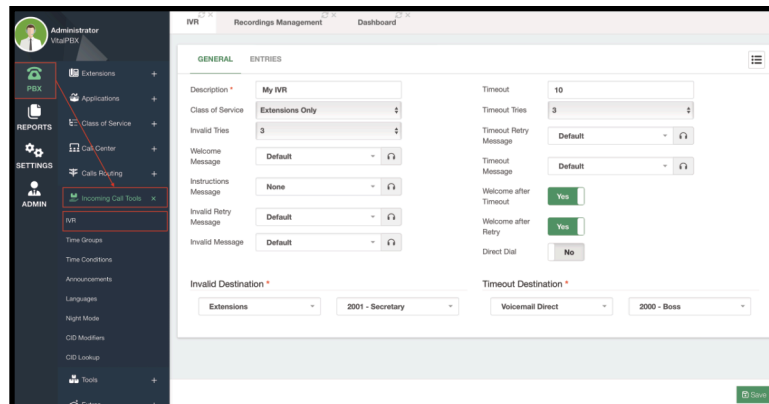 Administrator
VitalPBX
PBX
REPORTS
SETTINGS
ADMIN
Extensions +
Applications +
Class of Service +
Call Center +
Calls Routing +
Incoming Call Tools ×
IVR
Time Groups
Time Conditions
Announcements
Languages
Night Mode
CID Modifiers
CID Lookup
Tools +
IVR
Recordings Management
Dashboard
GENERAL ENTRIES
Description * My IVR
Class of Service Extensions Only
Invalid Tries 3
Welcome
Message Default
Instructions
Message None
Invalid Retry
Message Default
Invalid Message Default
Timeout 10
Timeout Tries 3
Timeout Retry
Message Default
Timeout
Message Default
Welcome after
Timeout Yes
Welcome after
Retry Yes
Direct Dial No
Invalid Destination *
Extensions 2001 - Secretary
Timeout Destination *
Voicemail Direct 2000 - Boss
Save